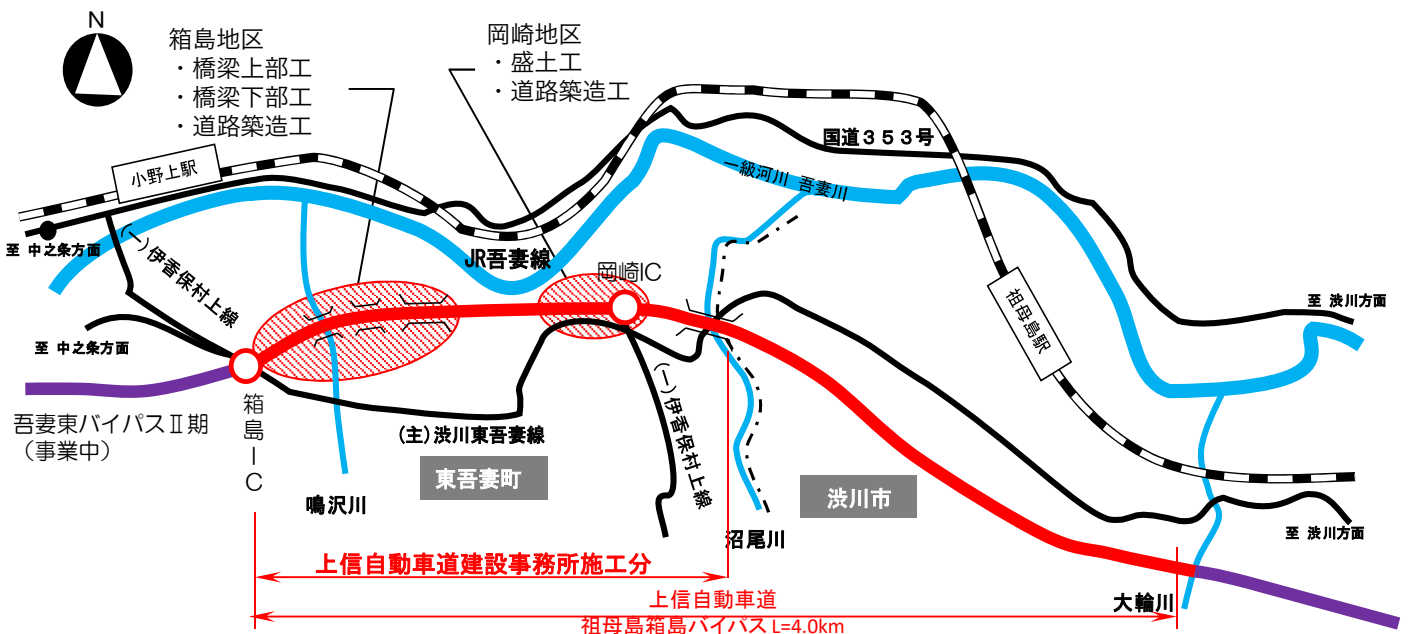 N
箱島地区
・橋梁上部工
・橋梁下部工
・道路築造工
岡崎地区
・盛土工
・道路築造工
国道353号
小野上駅
一級河川 吾妻川
至 中之条方面
(一)伊香保村上線
JR吾妻線
岡崎IC
祖母島駅
至 渋川方面
至 中之条方面
吾妻東バイパスⅡ期
(事業中)
箱島IC
(主)渋川東吾妻線
(一)伊香保村上線
東吾妻町
渋川市
鳴沢川
沼尾川
至 渋川方面
上信自動車道建設事務所施工分
大輪川
上信自動車道
祖母島箱島バイパス L=4.0km